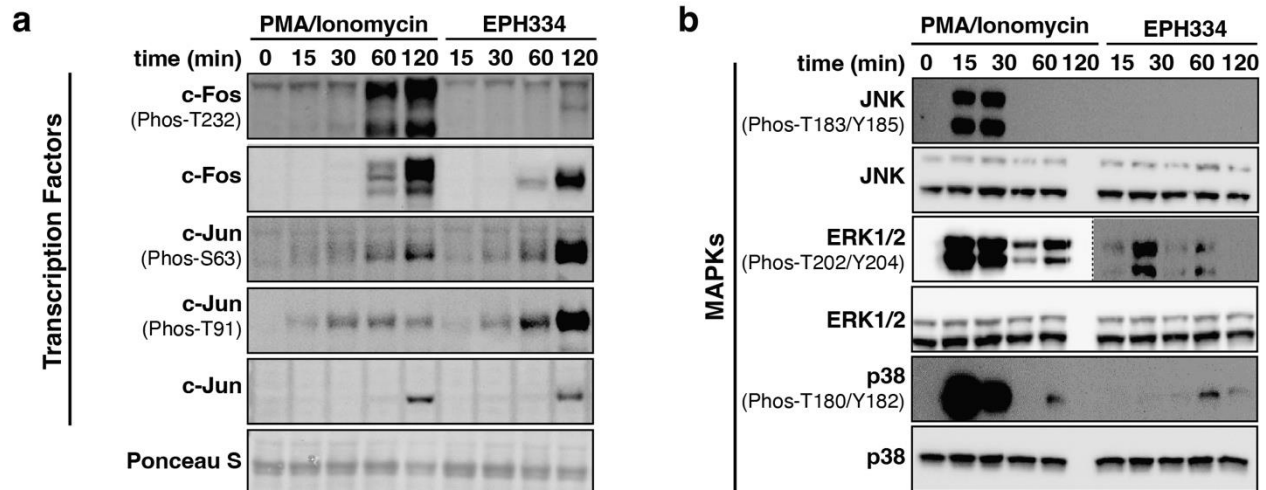 a
PMA/Ionomycin EPH334
time (min) 0 15 30 60 120 15 30 60 120
Transcription Factors
c-Fos
(Phos-T232)
c-Fos
c-Jun
(Phos-S63)
c-Jun
(Phos-T91)
c-Jun
Ponceau S
b
PMA/Ionomycin EPH334
time (min) 0 15 30 60 120 15 30 60 120
MAPKs
JNK
(Phos-T183/Y185)
JNK
ERK1/2
(Phos-T202/Y204)
ERK1/2
p38
(Phos-T180/Y182)
p38